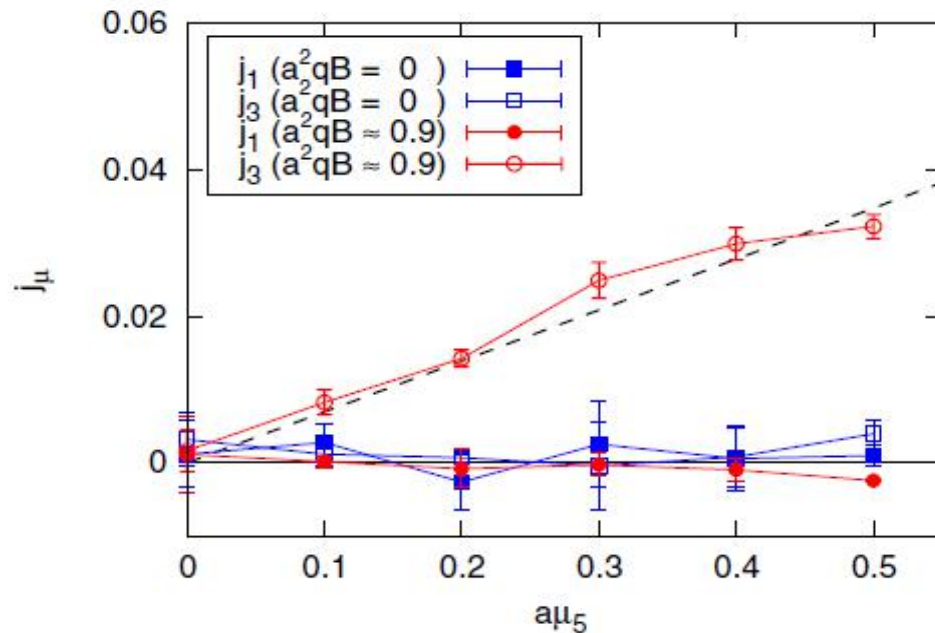 0.06
0.04
0.02
0
j₁ (a²qB = 0 )
j₃ (a²qB = 0 )
j₁ (a²qB ≈ 0.9)
j₃ (a²qB ≈ 0.9)
jμ
0 0.1 0.2 0.3 0.4 0.5
aμ₅